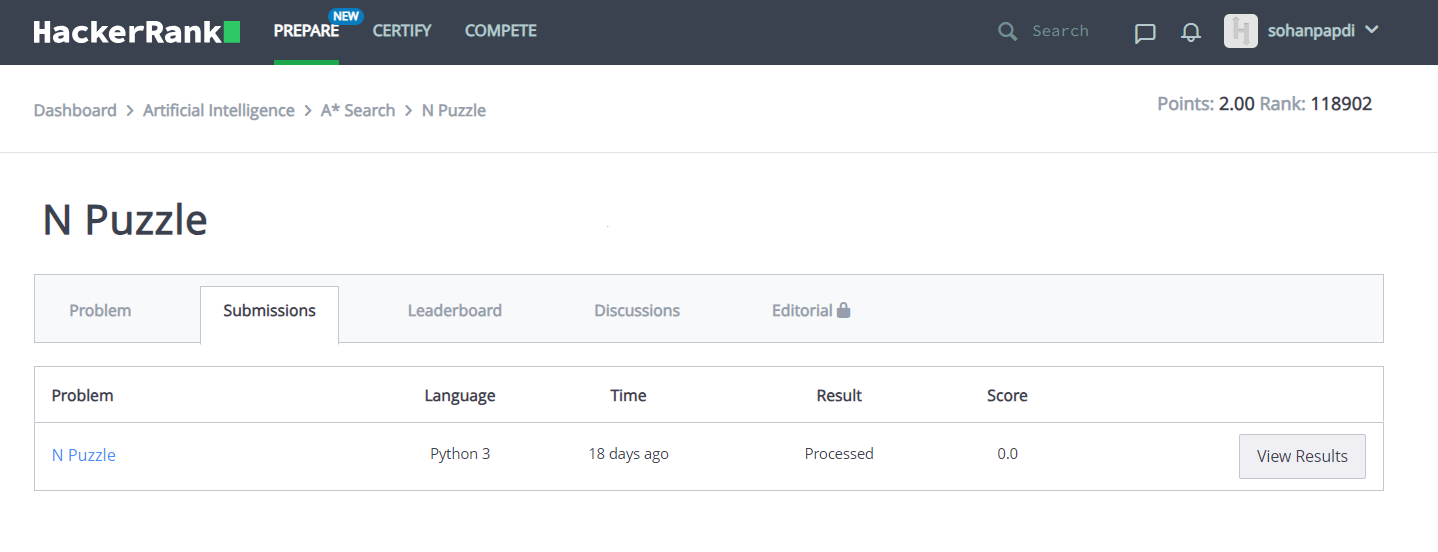 HackerRank PREPARE NEW CERTIFY COMPETE Search sohanpapdi
Dashboard > Artificial Intelligence > A* Search > N Puzzle Points: 2.00 Rank: 118902
N Puzzle
Problem Submissions Leaderboard Discussions Editorial
Problem Language Time Result Score
N Puzzle Python 3 18 days ago Processed 0.0 View Results